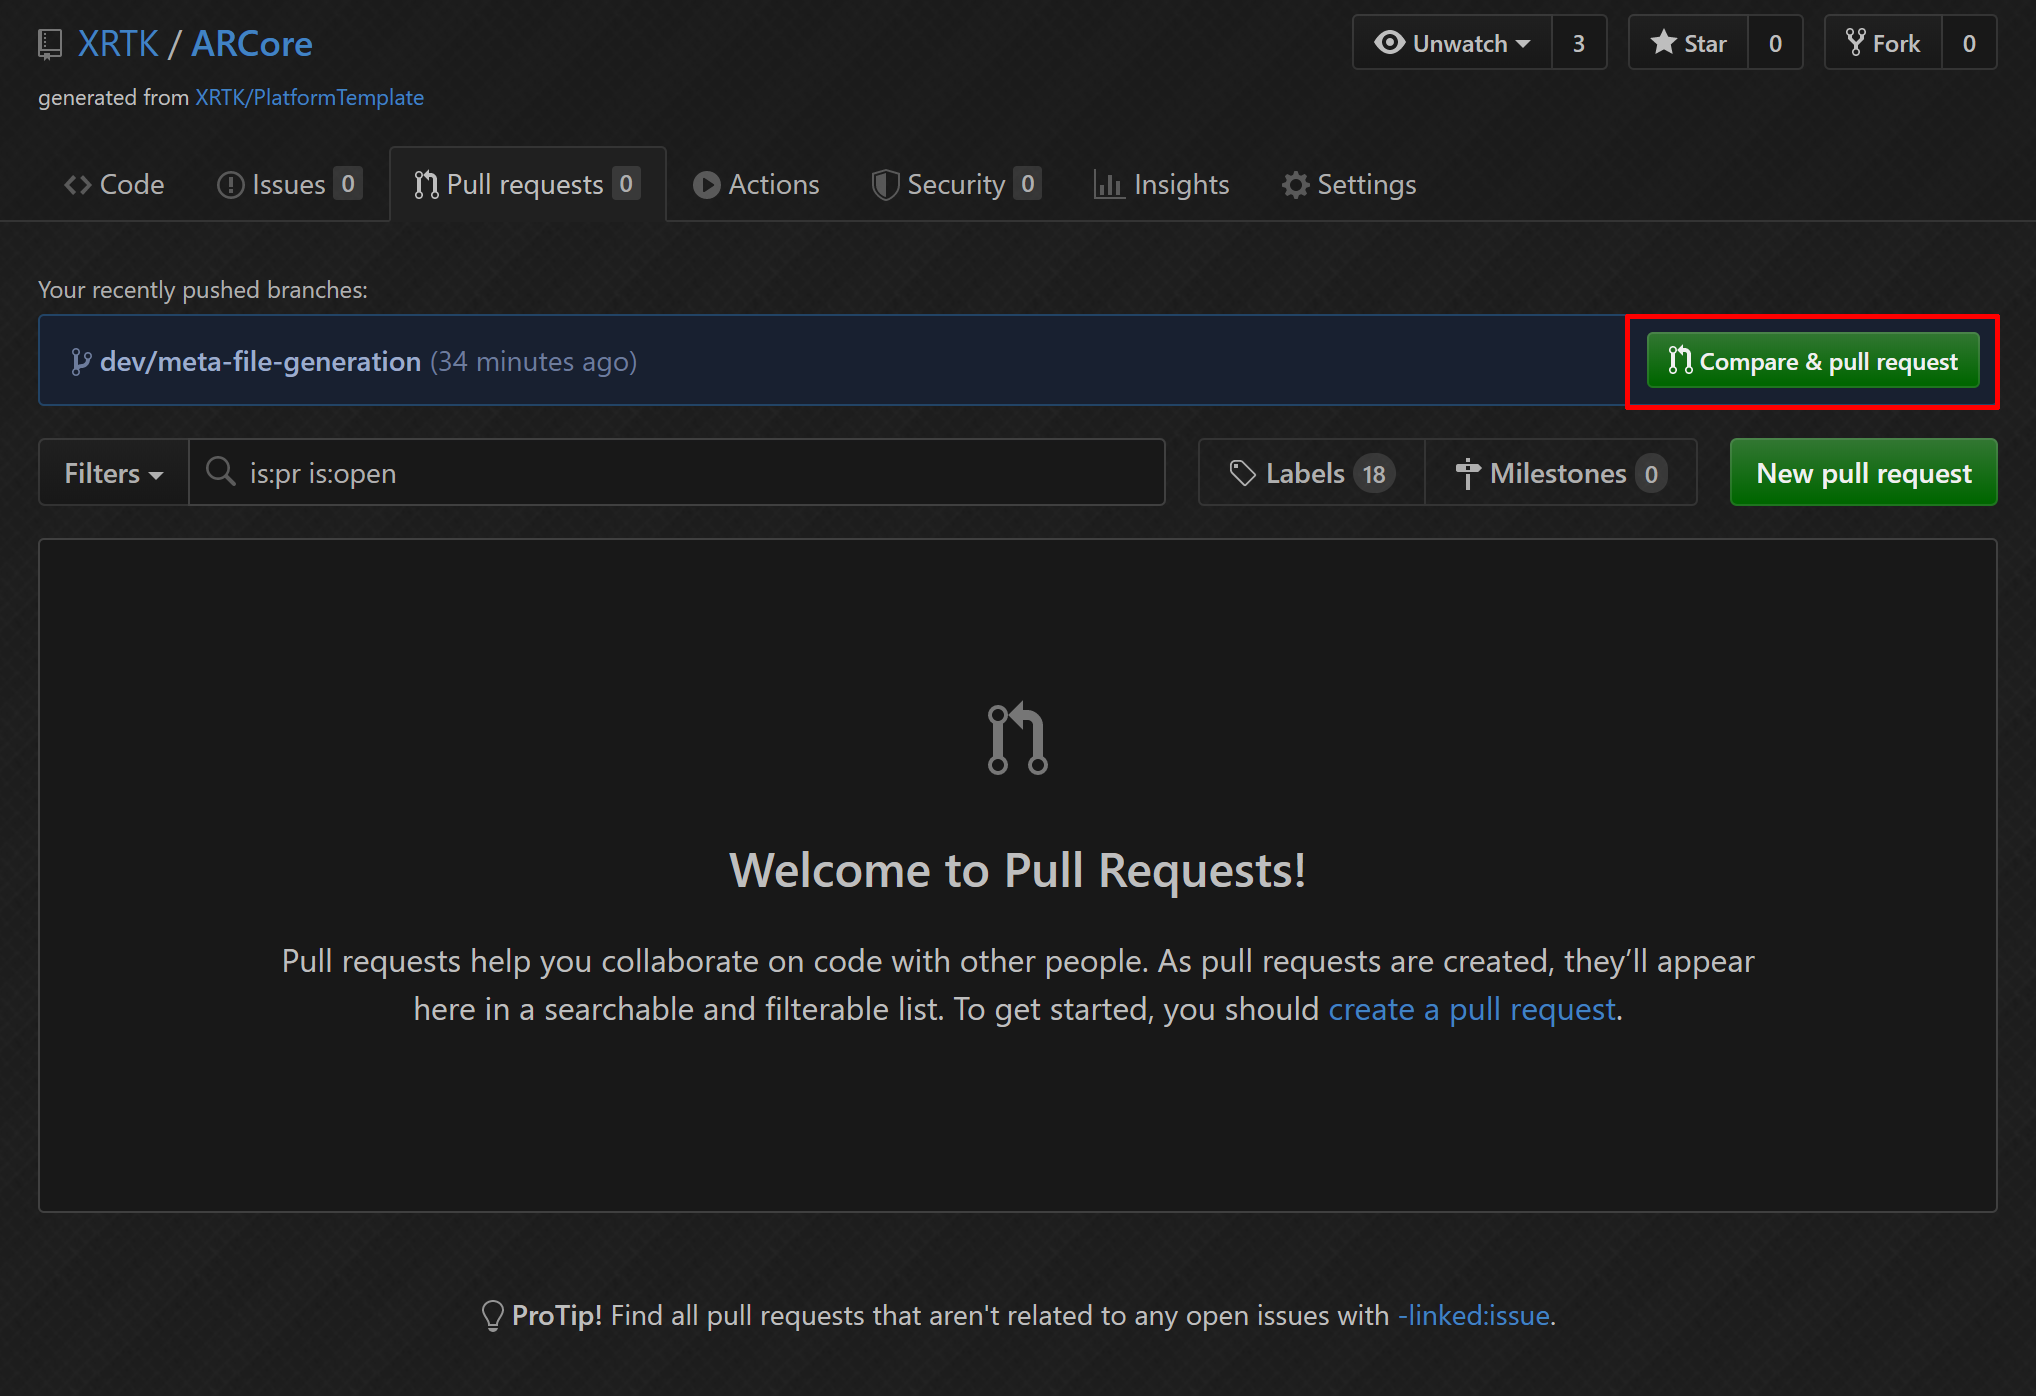 XRTK / ARCore
Unwatch 3
Star 0
Fork 0
generated from XRTK/PlatformTemplate
Code
Issues 0
Pull requests 0
Actions
Security 0
Insights
Settings
Your recently pushed branches:
dev/meta-file-generation (34 minutes ago)
Compare & pull request
Filters
is:pr is:open
Labels 18
Milestones 0
New pull request
Welcome to Pull Requests!
Pull requests help you collaborate on code with other people. As pull requests are created, they’ll appear
here in a searchable and filterable list. To get started, you should create a pull request.
ProTip! Find all pull requests that aren't related to any open issues with -linked:issue.